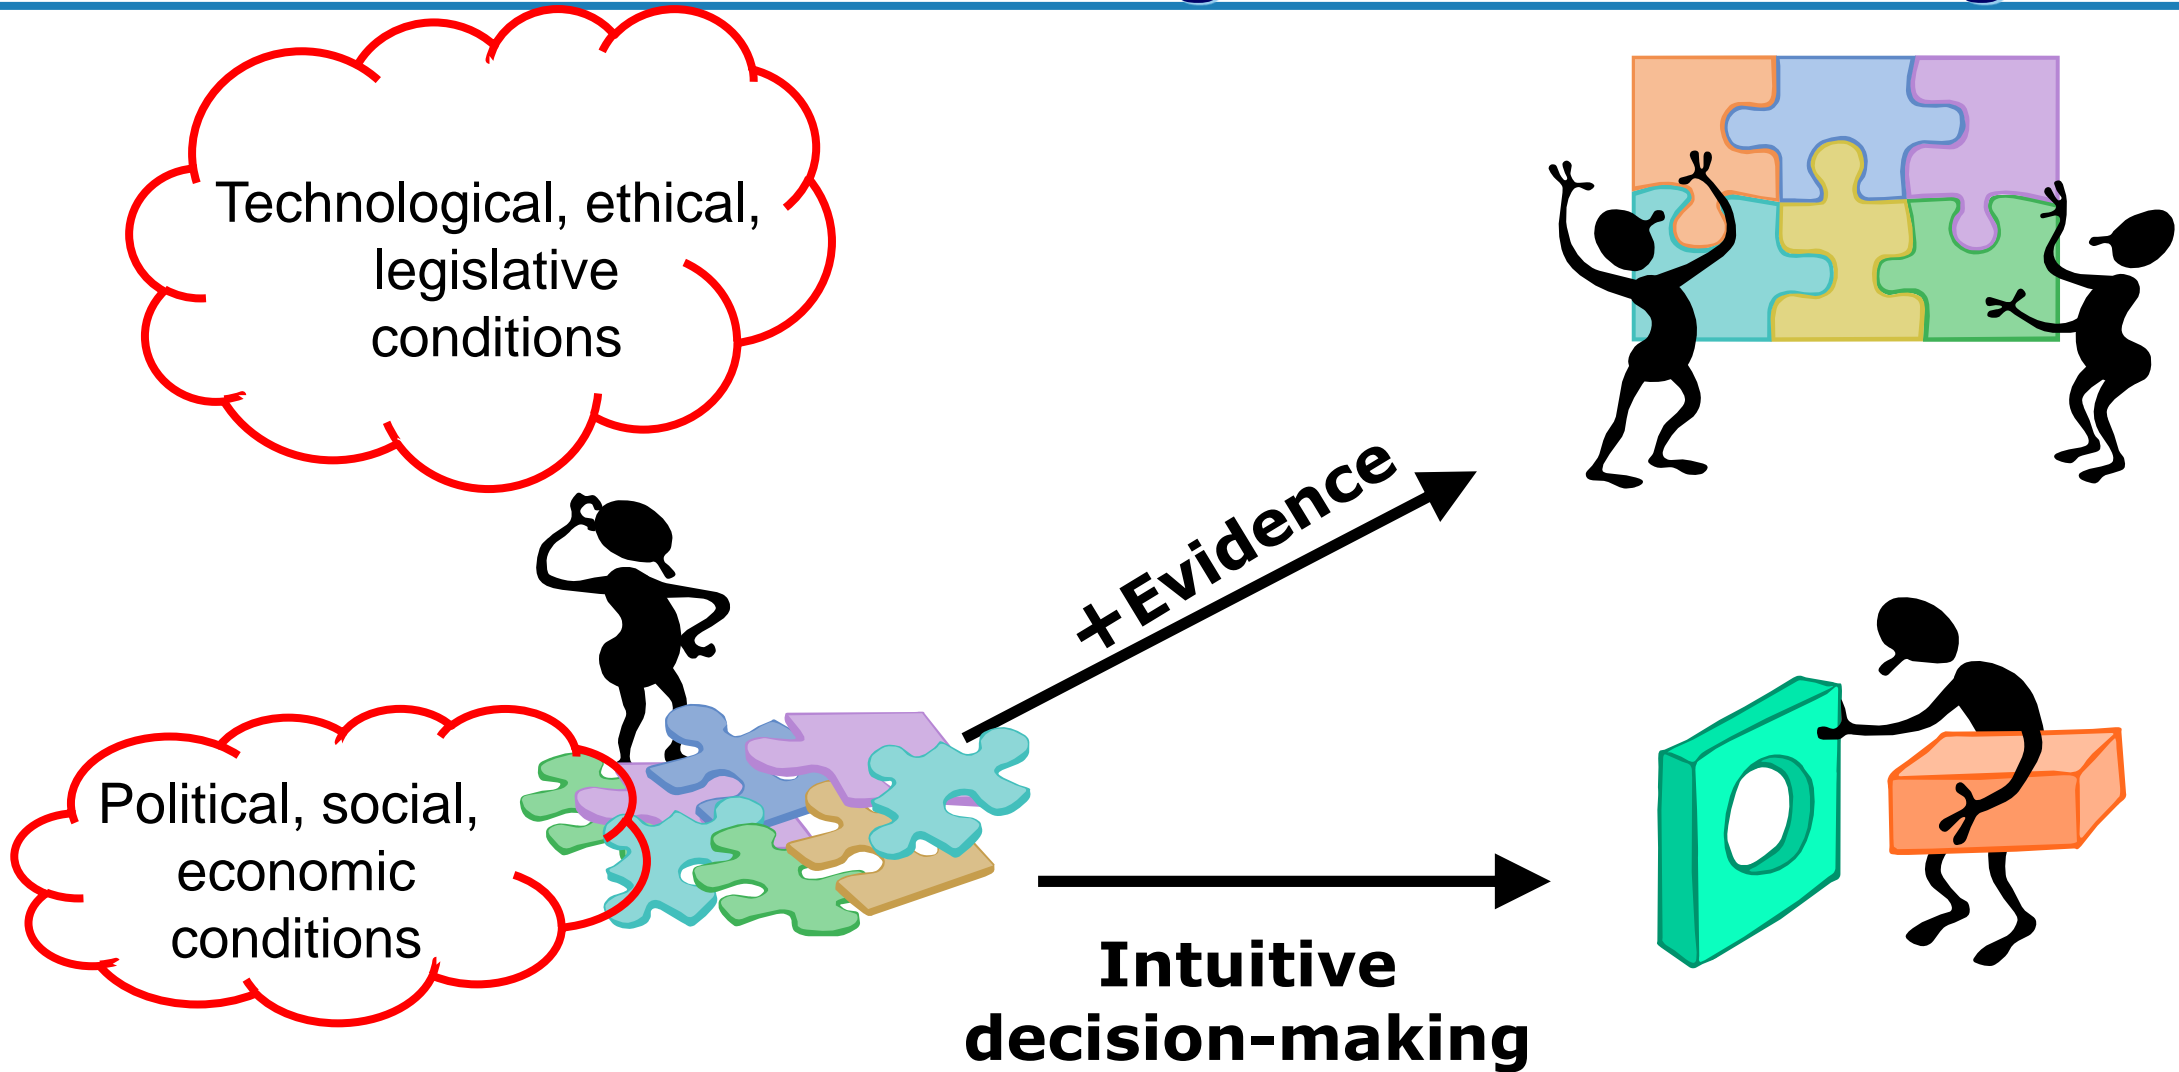 Technological, ethical,
legislative
conditions
+Evidence
Political, social,
economic
conditions
Intuitive
decision-making